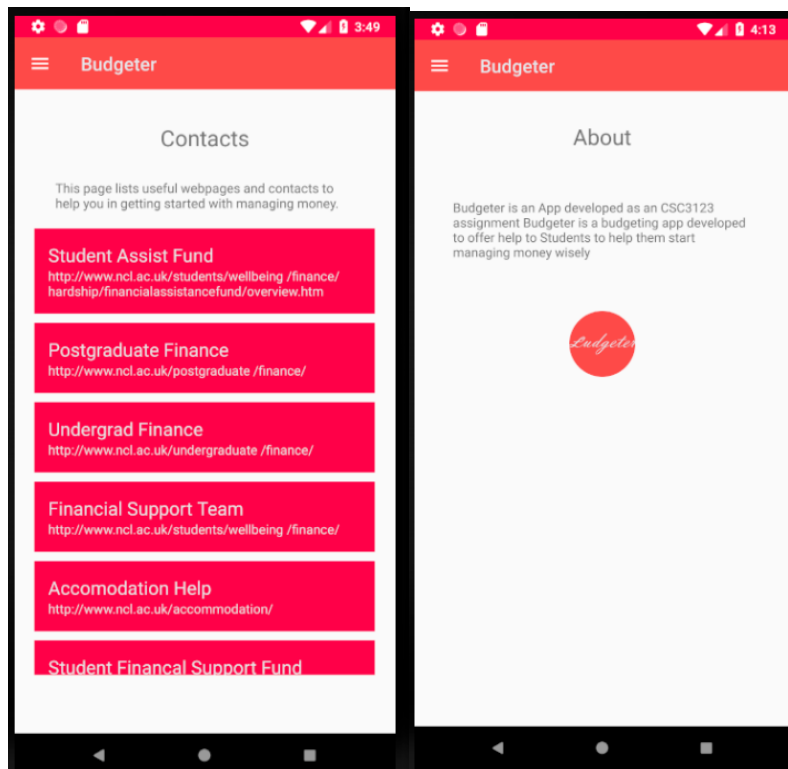 3:49
Budgeter
Contacts
This page lists useful webpages and contacts to
help you in getting started with managing money.
Student Assist Fund
http://www.ncl.ac.uk/students/wellbeing /finance/
hardship/financialassistancefund/overview.htm
Postgraduate Finance
http://www.ncl.ac.uk/postgraduate /finance/
Undergrad Finance
http://www.ncl.ac.uk/undergraduate /finance/
Financial Support Team
http://www.ncl.ac.uk/students/wellbeing /finance/
Accomodation Help
http://www.ncl.ac.uk/accommodation/
Student Financal Support Fund
4:13
Budgeter
About
Budgeter is an App developed as an CSC3123
assignment Budgeter is a budgeting app developed
to offer help to Students to help them start
managing money wisely